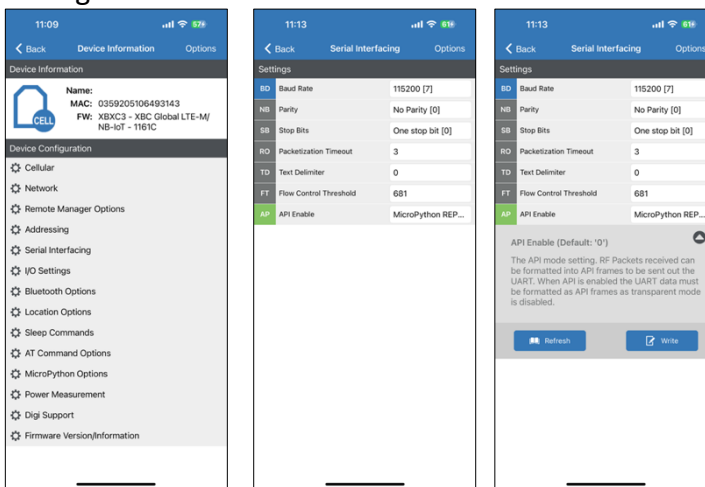 11:09
57
Back Device Information Options
Device Information
Name:
MAC: 0359205106493143
FW: XBXC3 - XBC Global LTE-M/
NB-IoT - 1161C
CELL
Device Configuration
Cellular
Network
Remote Manager Options
Addressing
Serial Interfacing
I/O Settings
Bluetooth Options
Location Options
Sleep Commands
AT Command Options
MicroPython Options
Power Measurement
Digi Support
Firmware Version/Information
11:13
61
Back Serial Interfacing Options
Settings
BD Baud Rate 115200 [7]
NB Parity No Parity [0]
SB Stop Bits One stop bit [0]
RO Packetization Timeout 3
TD Text Delimiter 0
FT Flow Control Threshold 681
AP API Enable MicroPython REP...
11:13
61
Back Serial Interfacing Options
Settings
BD Baud Rate 115200 [7]
NB Parity No Parity [0]
SB Stop Bits One stop bit [0]
RO Packetization Timeout 3
TD Text Delimiter 0
FT Flow Control Threshold 681
AP API Enable MicroPython REP...
API Enable (Default: '0')
The API mode setting. RF Packets received can
be formatted into API frames to be sent out the
UART. When API is enabled the UART data must
be formatted as API frames as transparent mode
is disabled.
Refresh Write